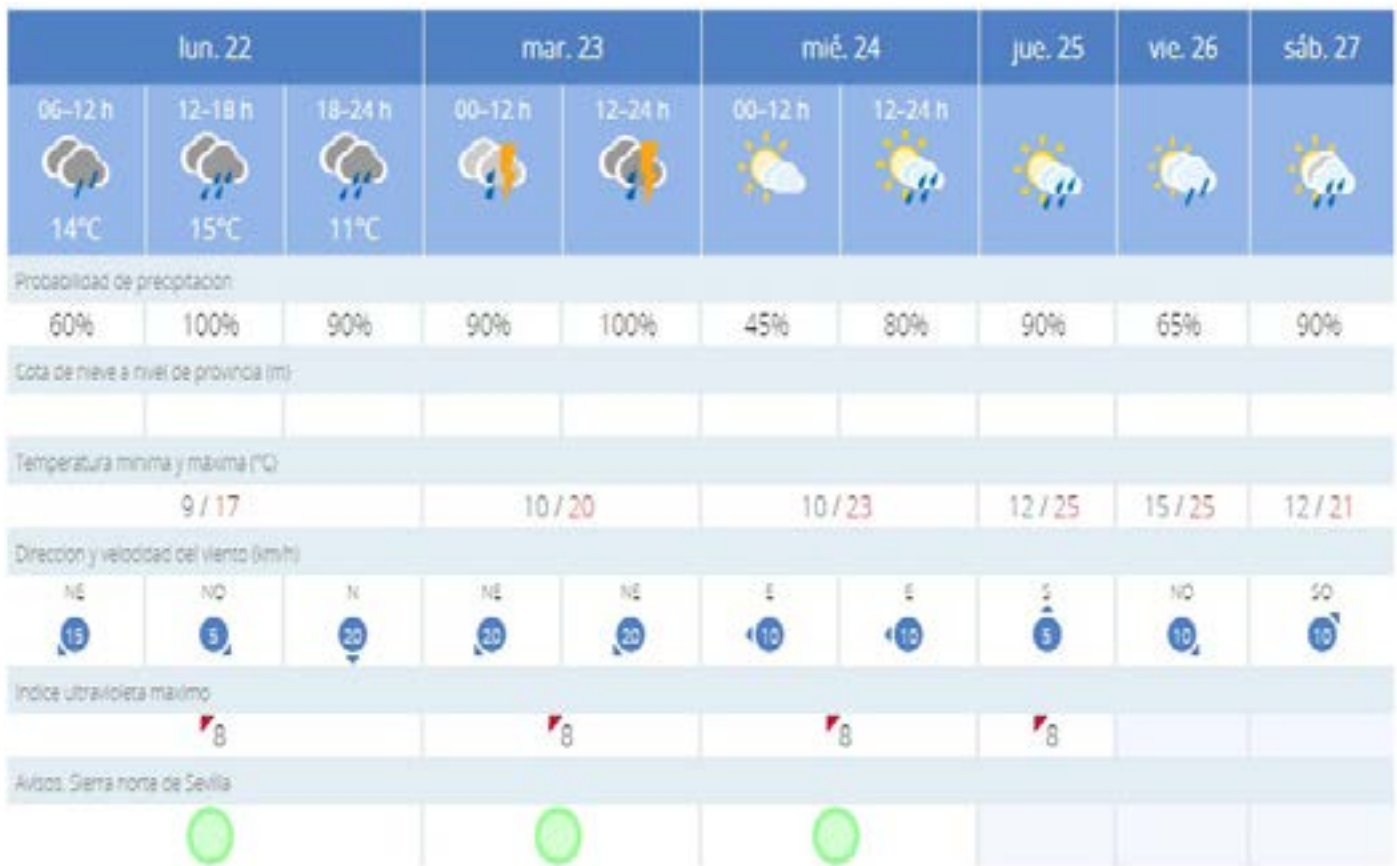 lun. 22 mar. 23 mié. 24 jue. 25 vie. 26 sáb. 27
06-12 h 12-18 h 18-24 h 00-12 h 12-24 h 00-12 h 12-24 h
14°C 15°C 11°C
Probabilidad de precipitación
60% 100% 90% 90% 100% 45% 80% 90% 65% 90%
Cota de nieve a nivel de provincia (m)
Temperatura mínima y máxima (°C)
9 / 17 10 / 20 10 / 23 12 / 25 15 / 25 12 / 21
Dirección y velocidad del viento (km/h)
NE NO N NE NE E E S NO SO
15 5 20 20 20 10 10 5 10 10
Indice ultravioleta máximo
8 8 8 8
Avisos. Sierra norte de Sevilla